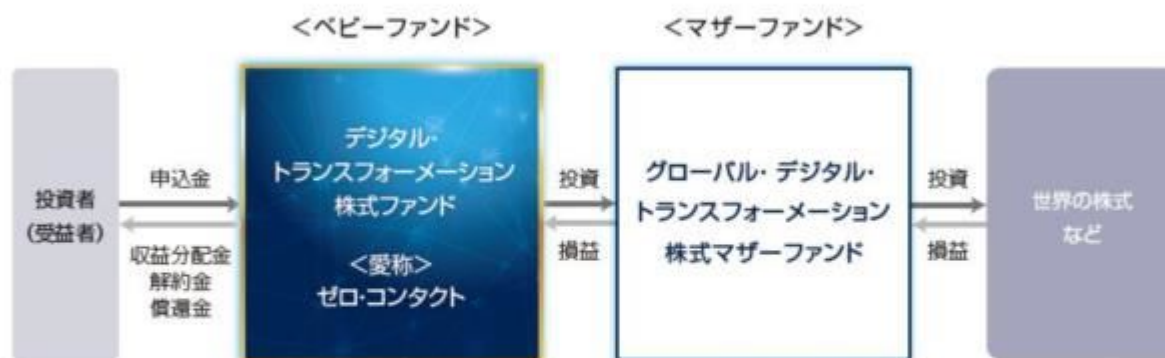 ＜ベビーファンド＞
＜マザーファンド＞
投資者
(受益者)
申込金
収益分配金
解約金
償還金
デジタル・
トランスフォーメーション
株式ファンド
＜愛称＞
ゼロ・コンタクト
投資
損益
グローバル・デジタル・
トランスフォーメーション
株式マザーファンド
投資
損益
世界の株式
など